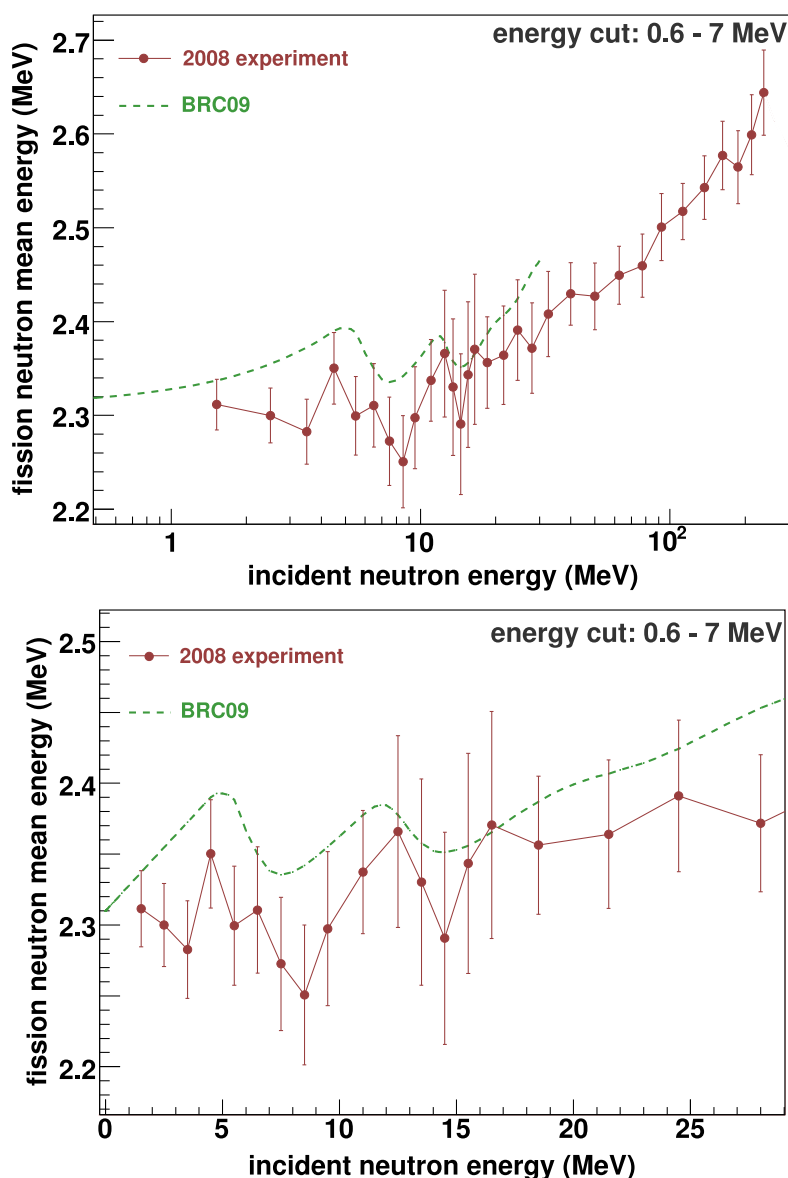 energy cut: 0.6 - 7 MeV
2008 experiment
BRC09
fission neutron mean energy (MeV)
2.7
2.6
2.5
2.4
2.3
2.2
1 10 10²
incident neutron energy (MeV)
energy cut: 0.6 - 7 MeV
2008 experiment
BRC09
fission neutron mean energy (MeV)
2.5
2.4
2.3
2.2
0 5 10 15 20 25
incident neutron energy (MeV)